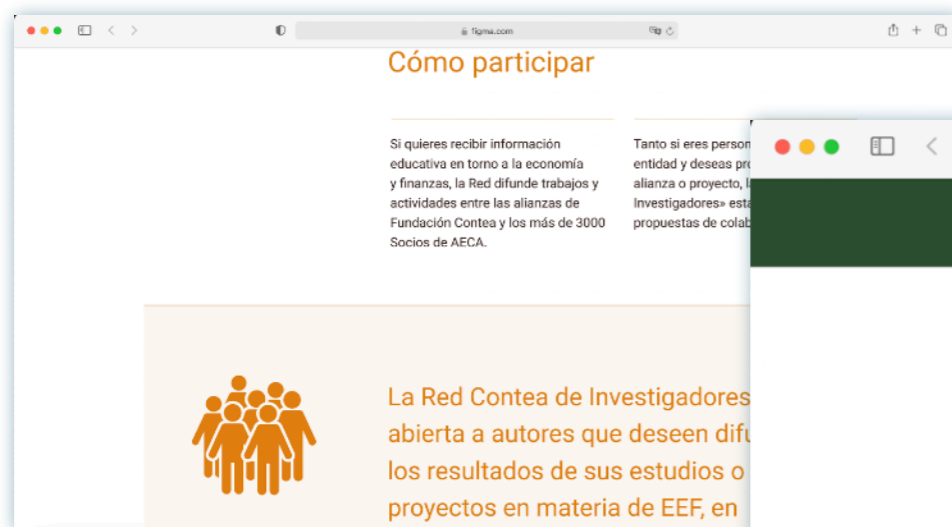 figma.com
Cómo participar
Si quieres recibir información
educativa en torno a la economía
y finanzas, la Red difunde trabajos y
actividades entre las alianzas de
Fundación Contea y los más de 3000
Socios de AECA.
Tanto si eres person
entidad y deseas pro
alianza o proyecto, l
Investigadores» esta
propuestas de colab
La Red Contea de Investigadores
abierta a autores que deseen difu
los resultados de sus estudios o
proyectos en materia de EEF, en